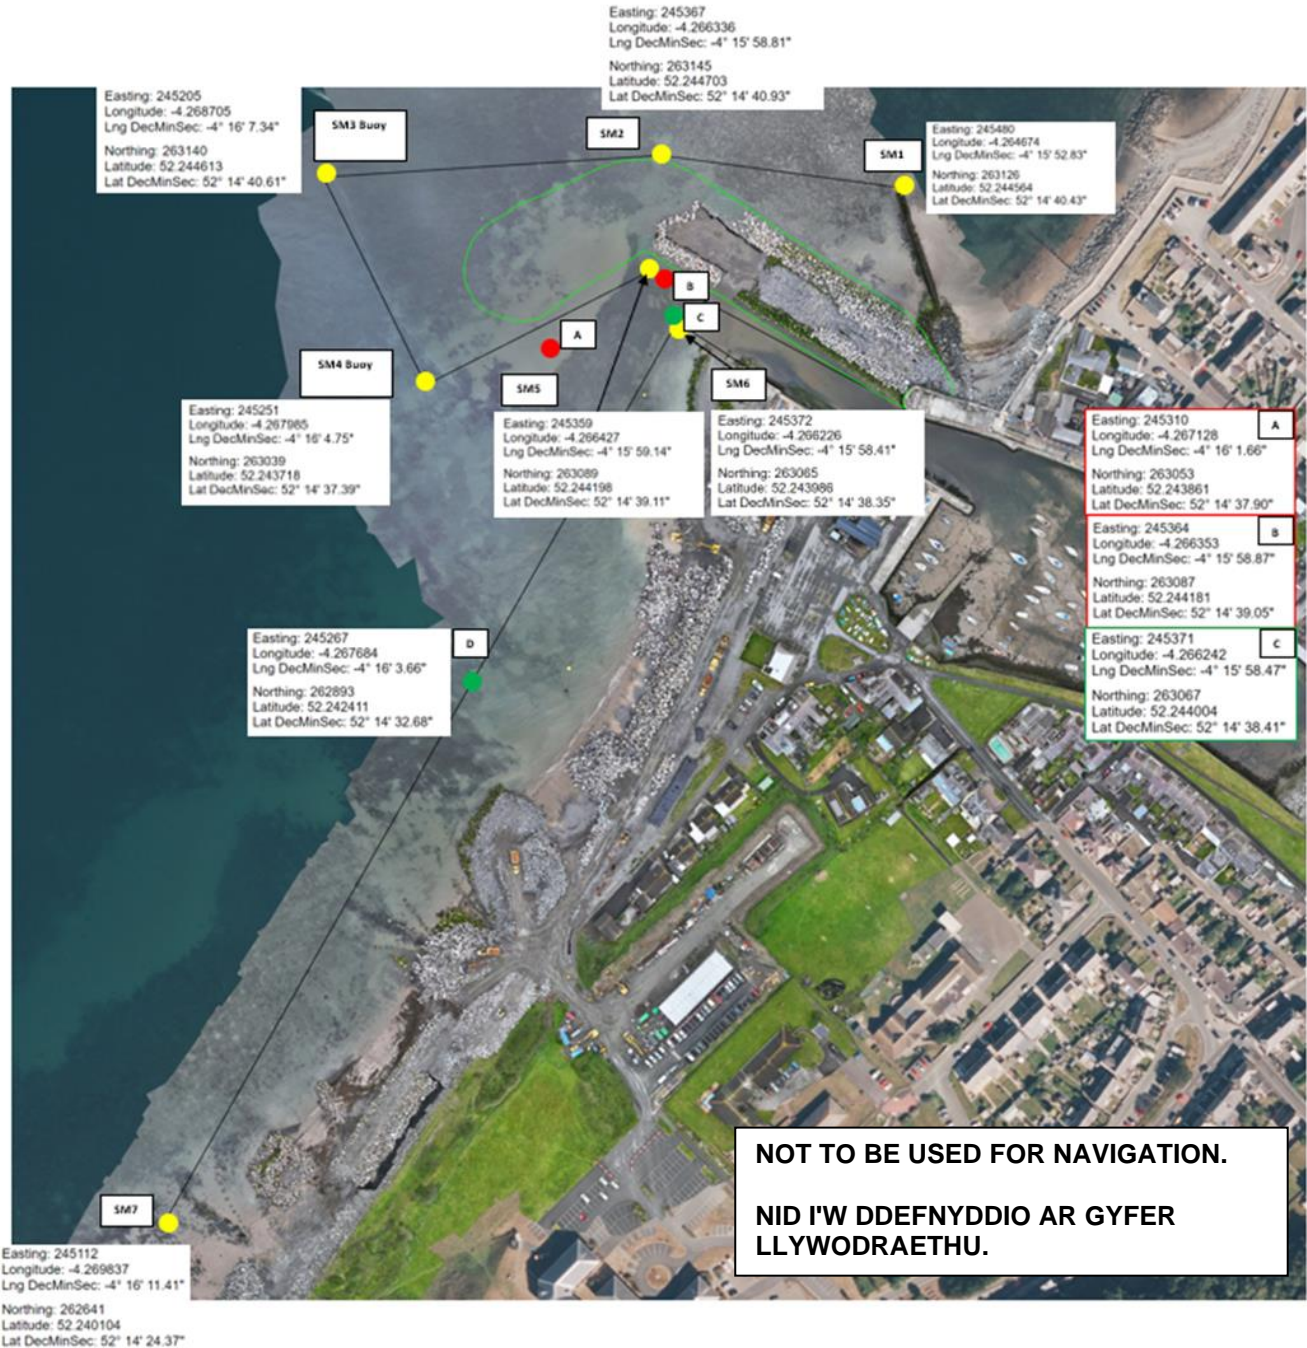 Easting: 245367
Longitude: -4.266336
Lng DecMinSec: -4° 15' 58.81"
Northing: 263145
Latitude: 52.244703
Lat DecMinSec: 52° 14' 40.93"
Easting: 245205
Longitude: -4.268705
Lng DecMinSec: -4° 16' 7.34"
Northing: 263140
Latitude: 52.244613
Lat DecMinSec: 52° 14' 40.61"
SM3 Buoy
SM2
SM1
Easting: 245480
Longitude: -4.264674
Lng DecMinSec: -4° 15' 52.83"
Northing: 263126
Latitude: 52.244564
Lat DecMinSec: 52° 14' 40.43"
B
C
A
SM4 Buoy
SM5
SM6
Easting: 245251
Longitude: -4.267985
Lng DecMinSec: -4° 16' 4.75"
Northing: 263039
Latitude: 52.243718
Lat DecMinSec: 52° 14' 37.39"
Easting: 245359
Longitude: -4.266427
Lng DecMinSec: -4° 15' 59.14"
Northing: 263089
Latitude: 52.244198
Lat DecMinSec: 52° 14' 39.11"
Easting: 245372
Longitude: -4.266226
Lng DecMinSec: -4° 15' 58.41"
Northing: 263065
Latitude: 52.243986
Lat DecMinSec: 52° 14' 38.35"
A
Easting: 245310
Longitude: -4.267128
Lng DecMinSec: -4° 16' 1.66"
Northing: 263053
Latitude: 52.243861
Lat DecMinSec: 52° 14' 37.90"
B
Easting: 245364
Longitude: -4.266353
Lng DecMinSec: -4° 15' 58.87"
Northing: 263087
Latitude: 52.244181
Lat DecMinSec: 52° 14' 39.05"
C
Easting: 245371
Longitude: -4.266242
Lng DecMinSec: -4° 15' 58.47"
Northing: 263067
Latitude: 52.244004
Lat DecMinSec: 52° 14' 38.41"
D
Easting: 245267
Longitude: -4.267684
Lng DecMinSec: -4° 16' 3.66"
Northing: 262893
Latitude: 52.242411
Lat DecMinSec: 52° 14' 32.68"
NOT TO BE USED FOR NAVIGATION.
NID I'W DDEFNYDDIO AR GYFER
LLYWODRAETHU.
SM7
Easting: 245112
Longitude: -4.269837
Lng DecMinSec: -4° 16' 11.41"
Northing: 262641
Latitude: 52.240104
Lat DecMinSec: 52° 14' 24.37"